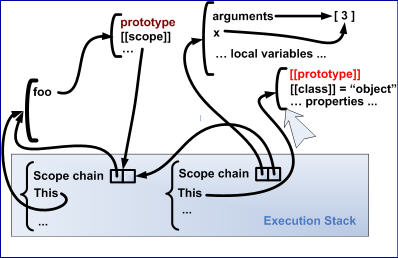 prototype
[[scope]]
...
arguments
[ 3 ]
x
... local variables ...
foo
[[prototype]]
[[class]] = “object”
... properties ...
Scope chain
This
...
Scope chain
This
...
Execution Stack